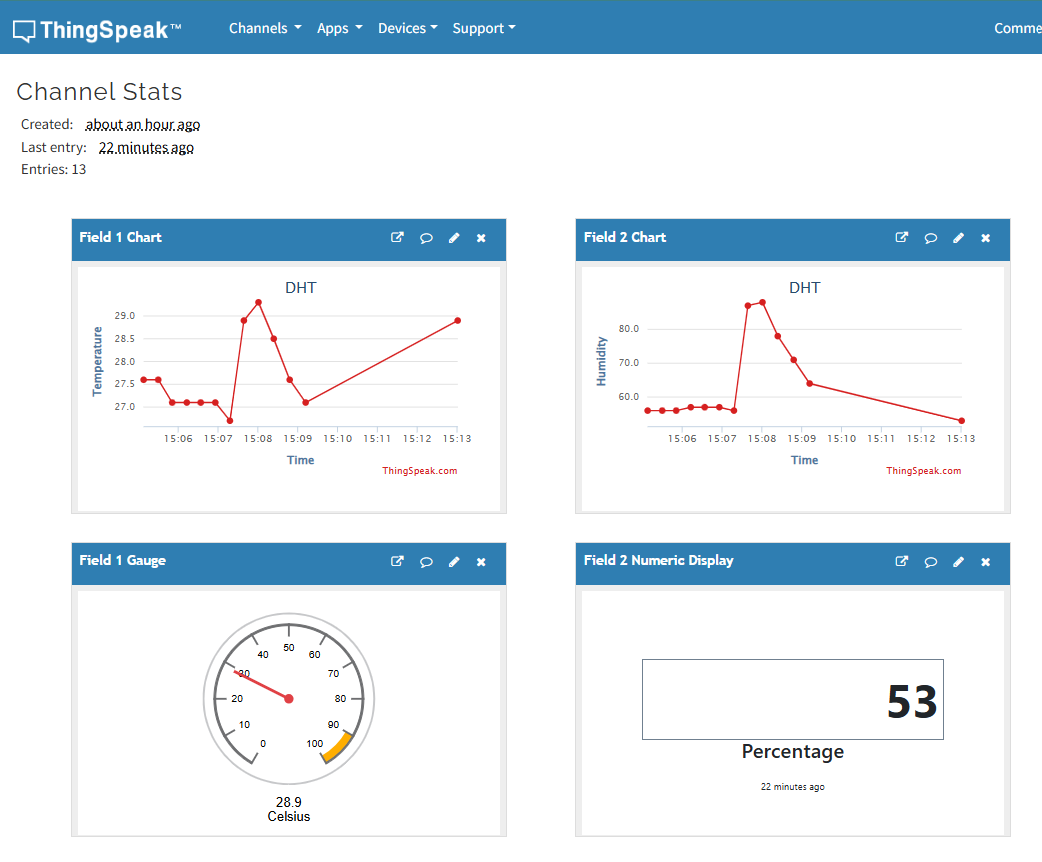 ThingSpeak™ Channels Apps Devices Support Comme
Channel Stats
Created: about an hour ago
Last entry: 22 minutes ago
Entries: 13
Field 1 Chart
DHT
Temperature
29.0
28.5
28.0
27.5
27.0
15:06 15:07 15:08 15:09 15:10 15:11 15:12 15:13
Time
ThingSpeak.com
Field 2 Chart
DHT
Humidity
80.0
70.0
60.0
15:06 15:07 15:08 15:09 15:10 15:11 15:12 15:13
Time
ThingSpeak.com
Field 1 Gauge
0
10
20
30
40
50
60
70
80
90
100
28.9
Celsius
Field 2 Numeric Display
53
Percentage
22 minutes ago